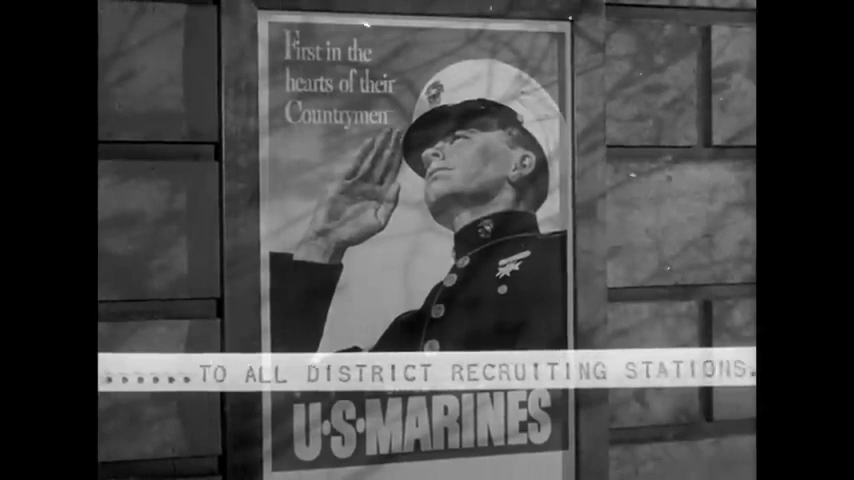 First in the
hearts of their
Countrymen
......TO ALL DISTRICT RECRUITING STATIONS.
U·S·MARINES